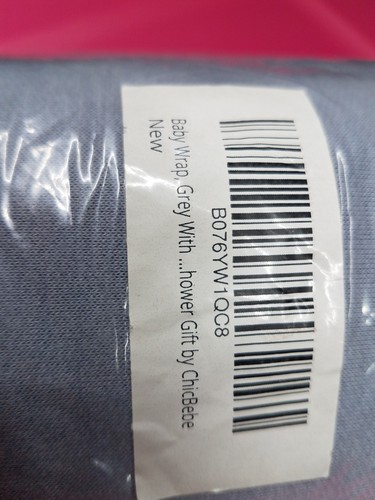 B076YW1QC8
Baby Wrap, Grey With ...hower Gift by ChicBebe
New